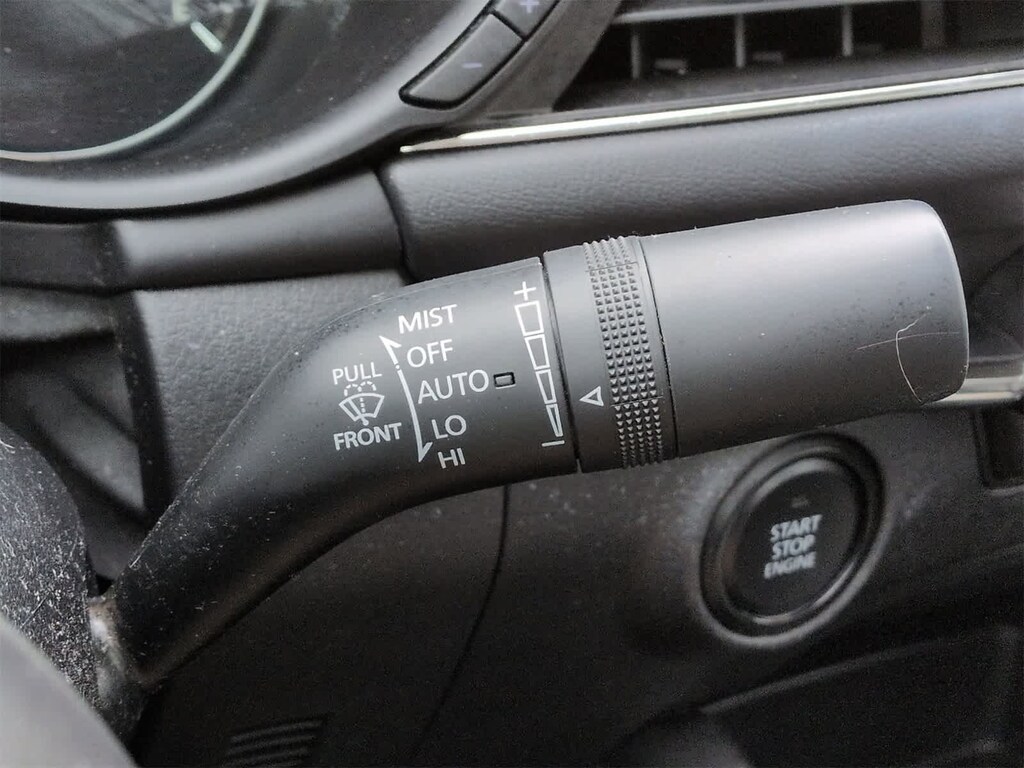 MIST
OFF
AUTO
LO
HI
PULL
FRONT
+
-
START
STOP
ENGINE
+
-